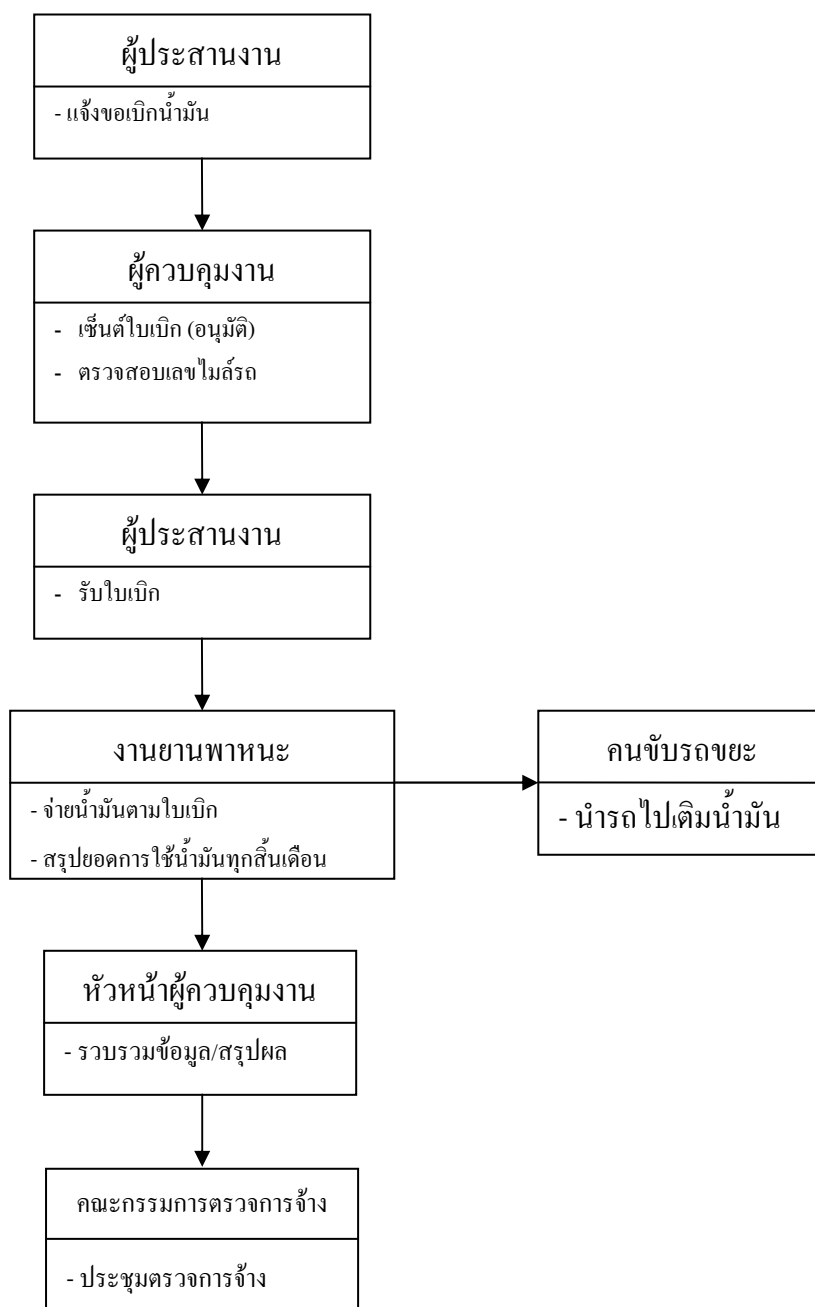 ผู้ประสานงาน
- แจ้งขอเบิกน้ำมัน
ผู้ควบคุมงาน
- เซ็นต์ใบเบิก (อนุมัติ)
- ตรวจสอบเลขไมล์รถ
ผู้ประสานงาน
- รับใบเบิก
งานยานพาหนะ
- จ่ายน้ำมันตามใบเบิก
- สรุปยอดการใช้น้ำมันทุกสิ้นเดือน
คนขับรถขยะ
- นำรถไปเติมน้ำมัน
หัวหน้าผู้ควบคุมงาน
- รวบรวมข้อมูล/สรุปผล
คณะกรรมการตรวจการจ้าง
- ประชุมตรวจการจ้าง